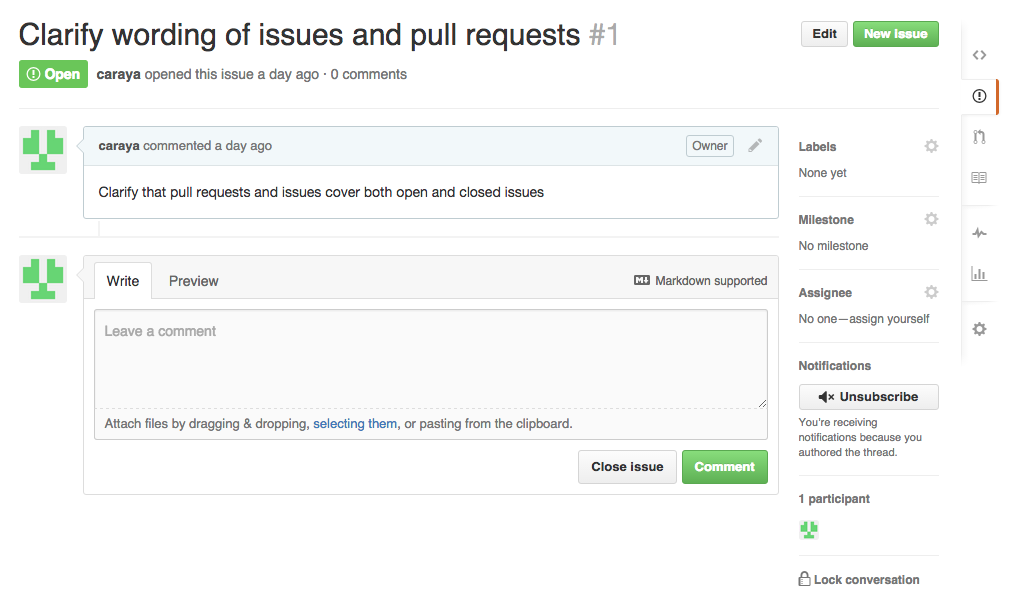 Clarify wording of issues and pull requests #1
Edit
New issue
Open
caraya opened this issue a day ago · 0 comments
caraya commented a day ago
Owner
Clarify that pull requests and issues cover both open and closed issues
Write
Preview
Markdown supported
Leave a comment
Attach files by dragging & dropping, selecting them, or pasting from the clipboard.
Close issue
Comment
Labels
None yet
Milestone
No milestone
Assignee
No one—assign yourself
Notifications
Unsubscribe
You're receiving
notifications because you
authored the thread.
1 participant
Lock conversation